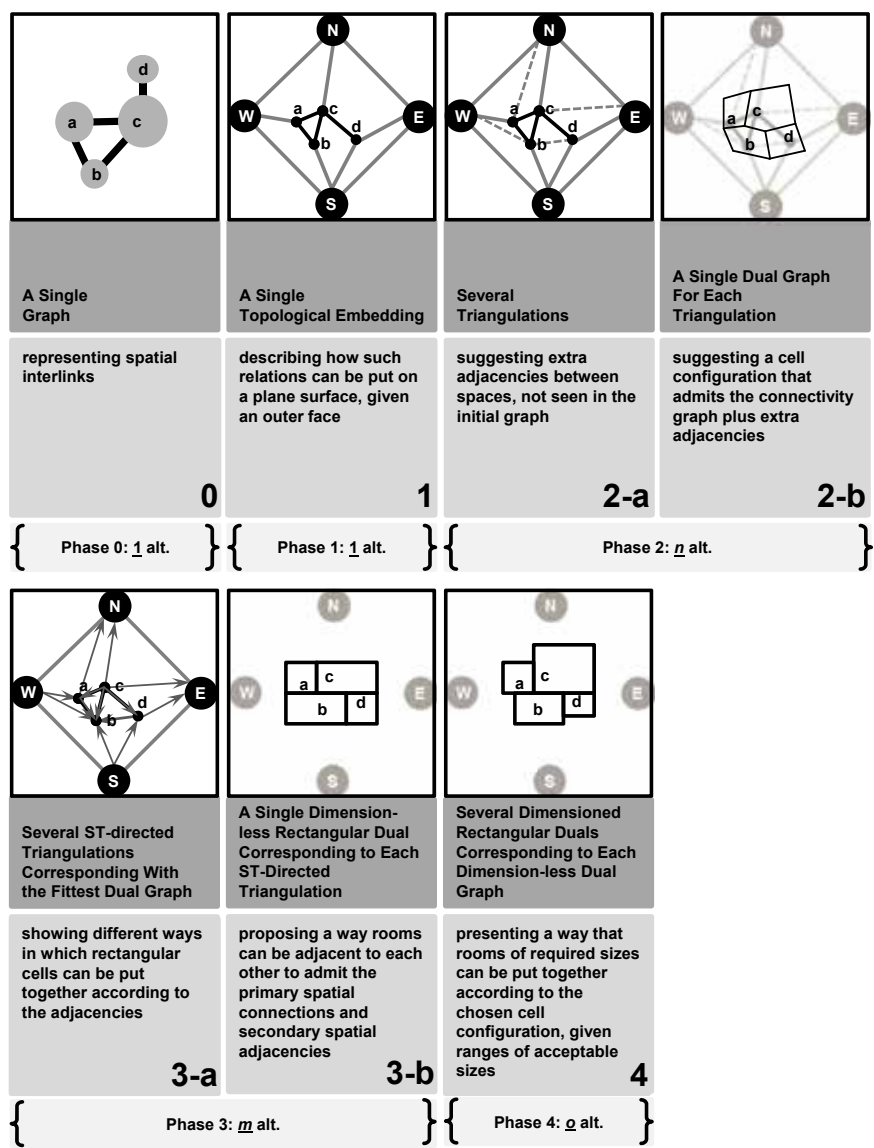 d
a
c
b
N
W
a
c
E
d
b
S
N
W
a
c
E
d
b
S
N
W
a
c
E
b
d
S
A Single
Graph
A Single
Topological Embedding
Several
Triangulations
A Single Dual Graph
For Each
Triangulation
representing spatial
interlinks
0
describing how such
relations can be put on
a plane surface, given
an outer face
1
suggesting extra
adjacencies between
spaces, not seen in the
initial graph
2-a
suggesting a cell
configuration that
admits the connectivity
graph plus extra
adjacencies
2-b
Phase 0: 1 alt.
Phase 1: 1 alt.
Phase 2: n alt.
N
W
a
c
E
d
b
S
N
W
a
c
E
b
d
S
N
W
a
c
E
b
d
S
Several ST-directed
Triangulations
Corresponding With
the Fittest Dual Graph
A Single Dimension-
less Rectangular Dual
Corresponding to Each
ST-Directed
Triangulation
Several Dimensioned
Rectangular Duals
Corresponding to Each
Dimension-less Dual
Graph
showing different ways
in which rectangular
cells can be put
together according to
the adjacencies
3-a
proposing a way rooms
can be adjacent to each
other to admit the
primary spatial
connections and
secondary spatial
adjacencies
3-b
presenting a way that
rooms of required sizes
can be put together
according to the
chosen cell
configuration, given
ranges of acceptable
sizes
4
Phase 3: m alt.
Phase 4: o alt.